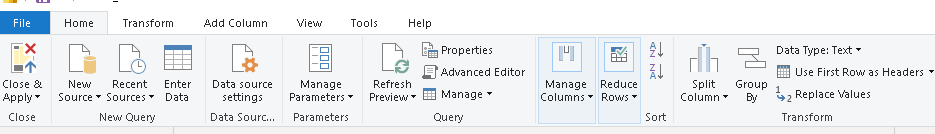 File Home Transform Add Column View Tools Help
Close & Apply
New Source
Recent Sources
Enter Data
Data source settings
Manage Parameters
Refresh Preview
Properties
Advanced Editor
Manage
Manage Columns
Reduce Rows
A Z
Z A
Split Column
Group By
Data Type: Text
Use First Row as Headers
1 2 Replace Values
Close New Query Data Sourc... Parameters Query Sort Transform